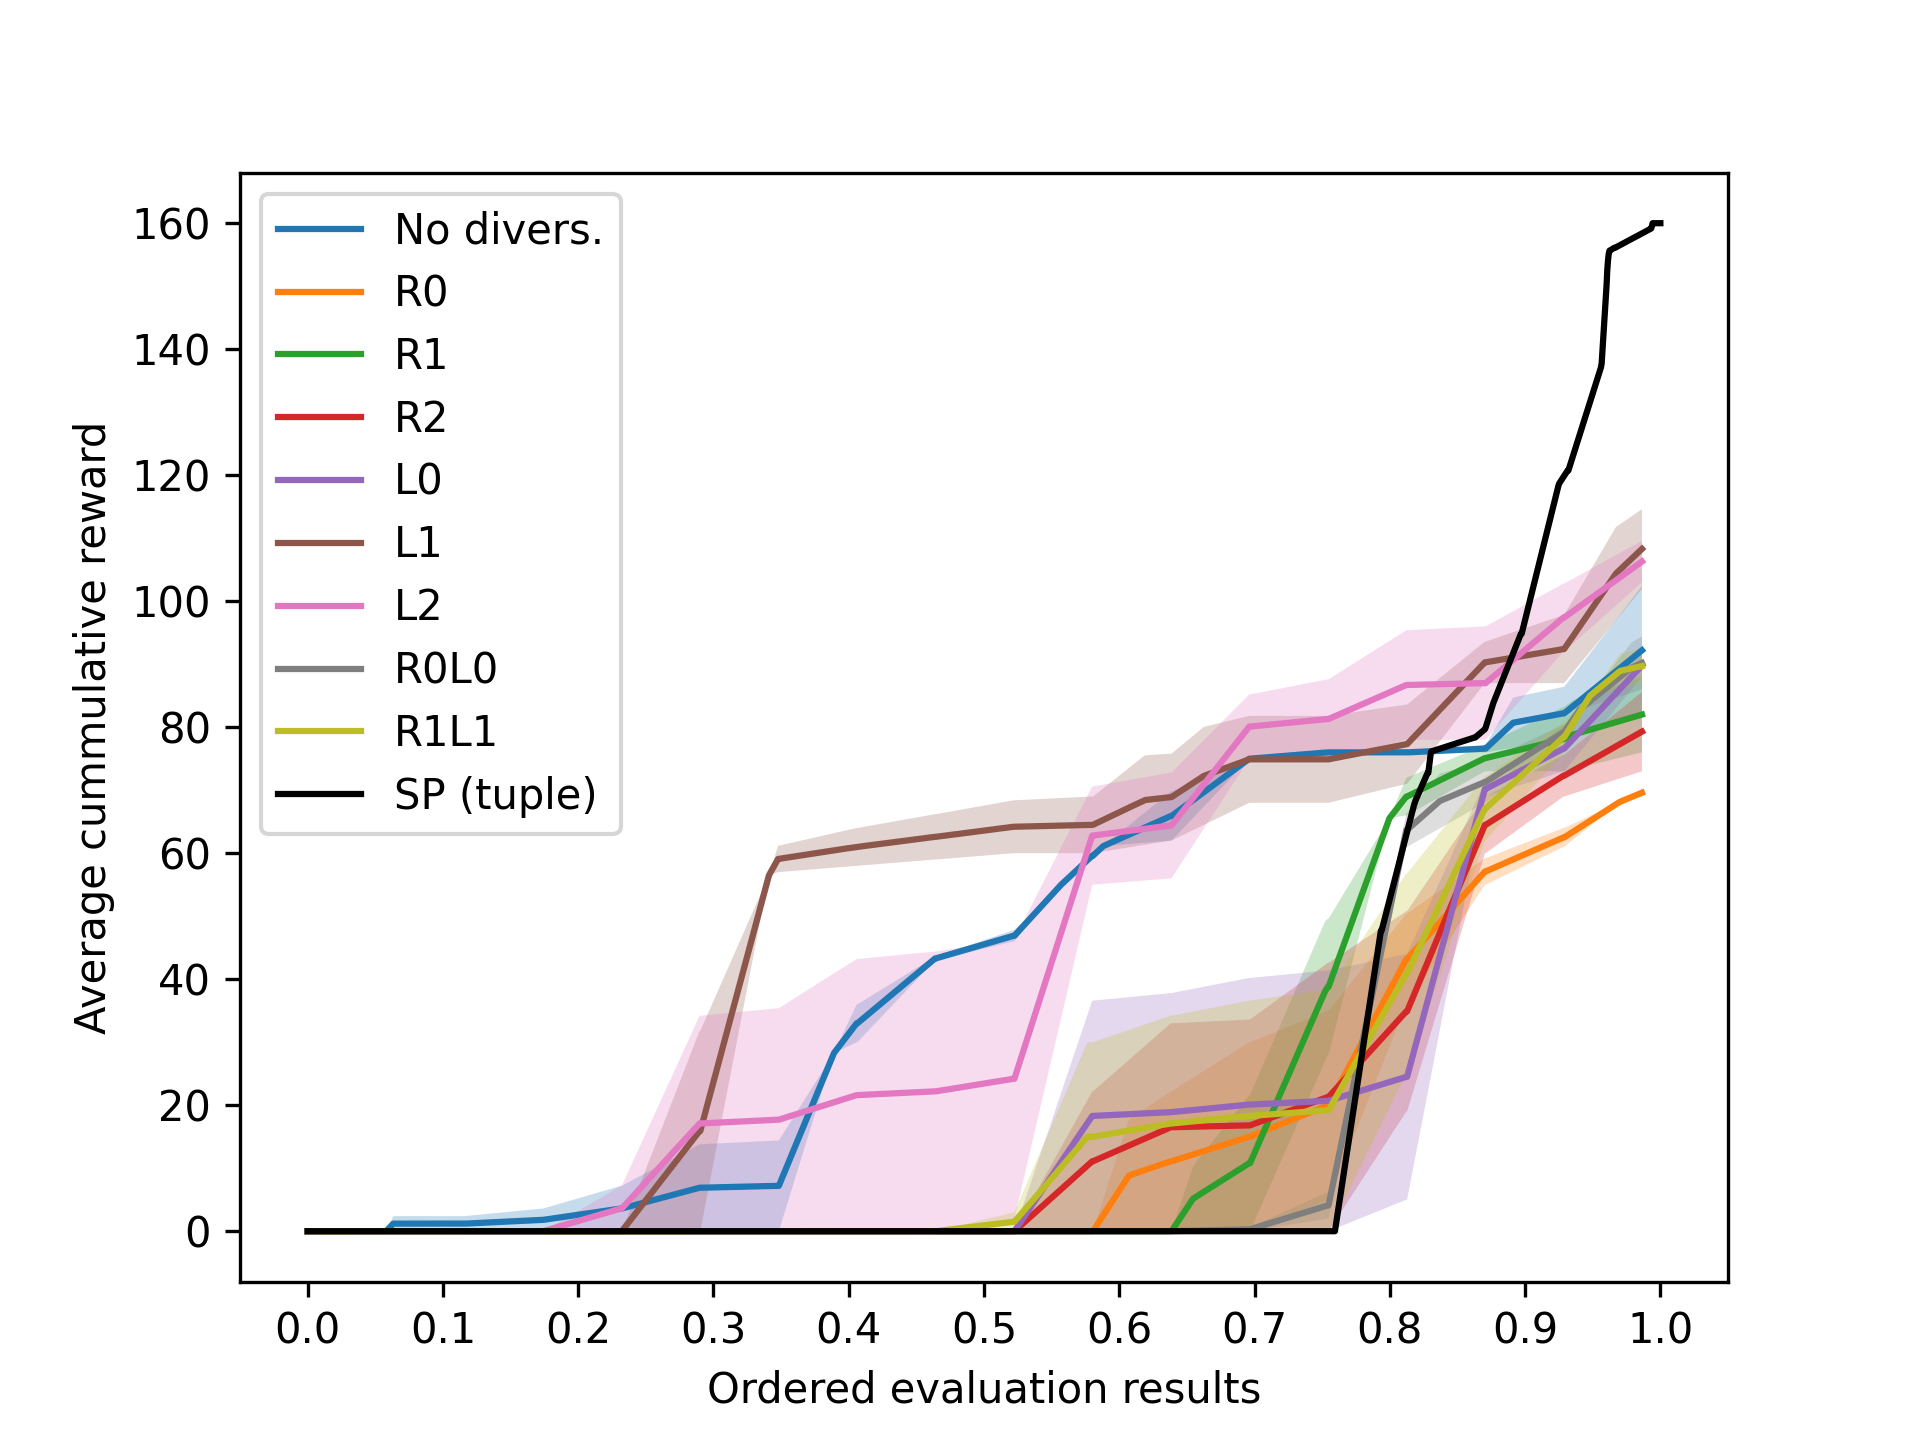 No divers.
R0
R1
R2
L0
L1
L2
R0L0
R1L1
SP (tuple)
160
140
120
100
80
60
40
20
0
Average cummulative reward
0.0 0.1 0.2 0.3 0.4 0.5 0.6 0.7 0.8 0.9 1.0
Ordered evaluation results